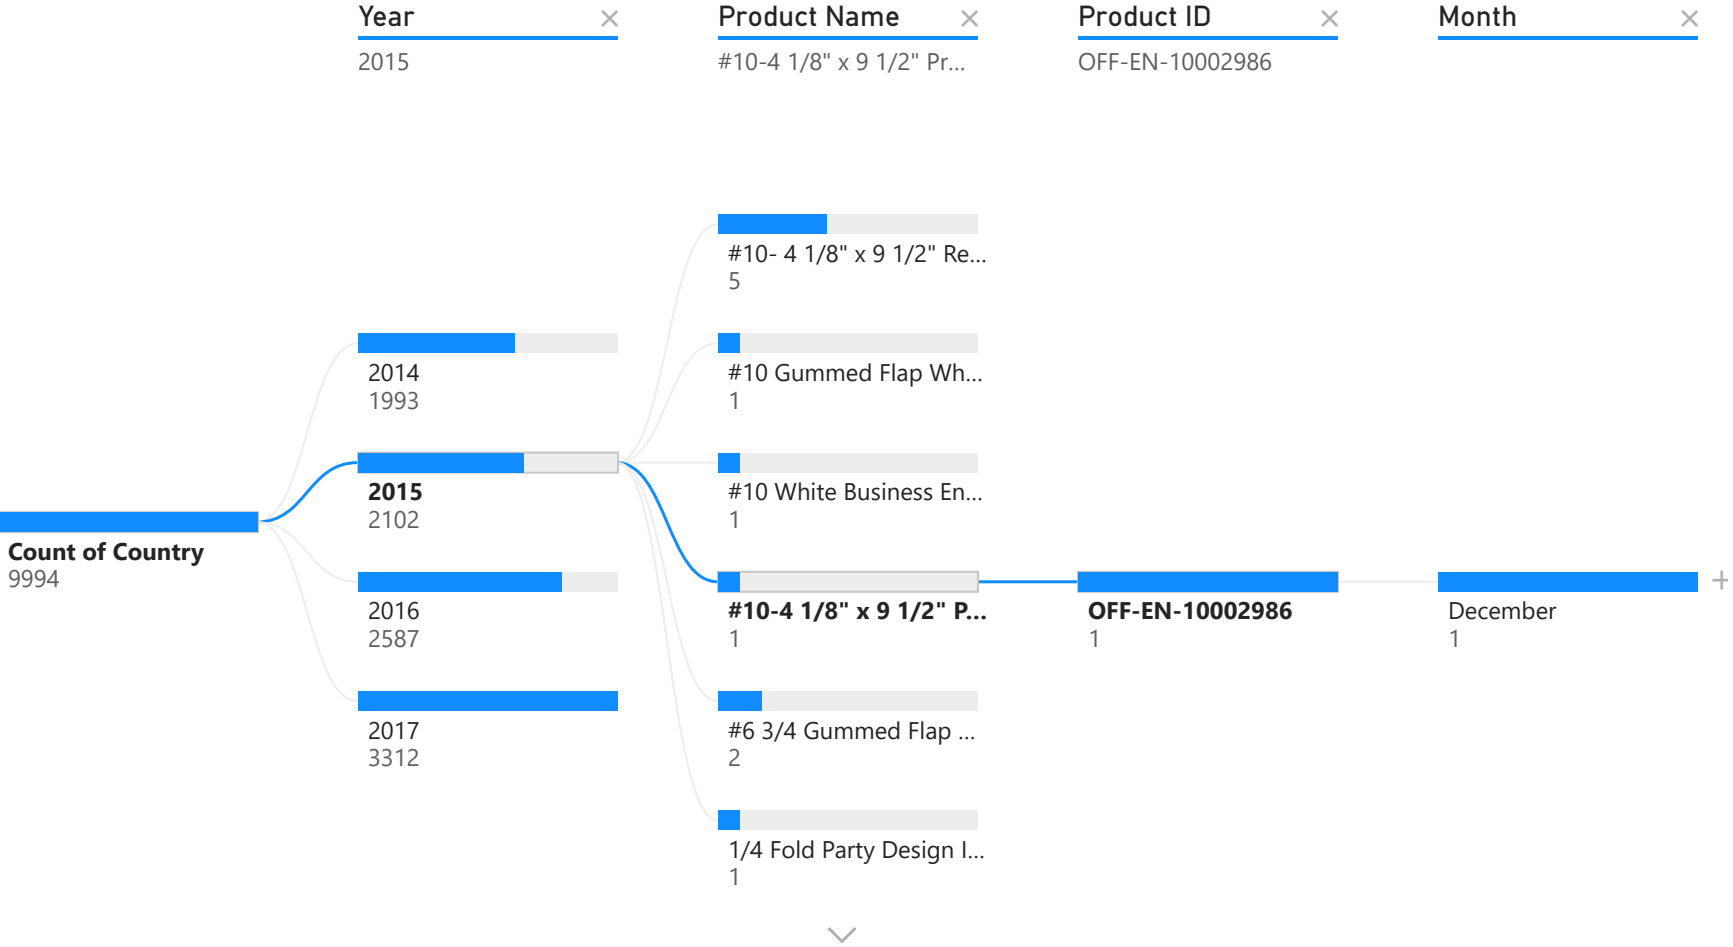 Year
Product Name
Product ID
Month
2015
#10-4 1/8" x 9 1/2" Pr...
OFF-EN-10002986
#10- 4 1/8" x 9 1/2" Re...
5
2014
1993
#10 Gummed Flap Wh...
1
2015
2102
#10 White Business En...
1
Count of Country
9994
2016
2587
#10-4 1/8" x 9 1/2" P...
1
OFF-EN-10002986
1
December
1
2017
3312
#6 3/4 Gummed Flap ...
2
1/4 Fold Party Design I...
1